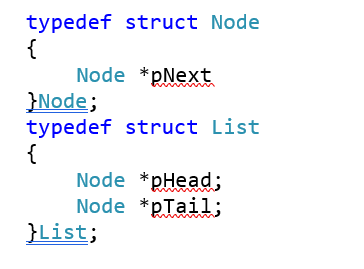 typedef struct Node
{
    Node *pNext
}Node;
typedef struct List
{
    Node *pHead;
    Node *pTail;
}List;